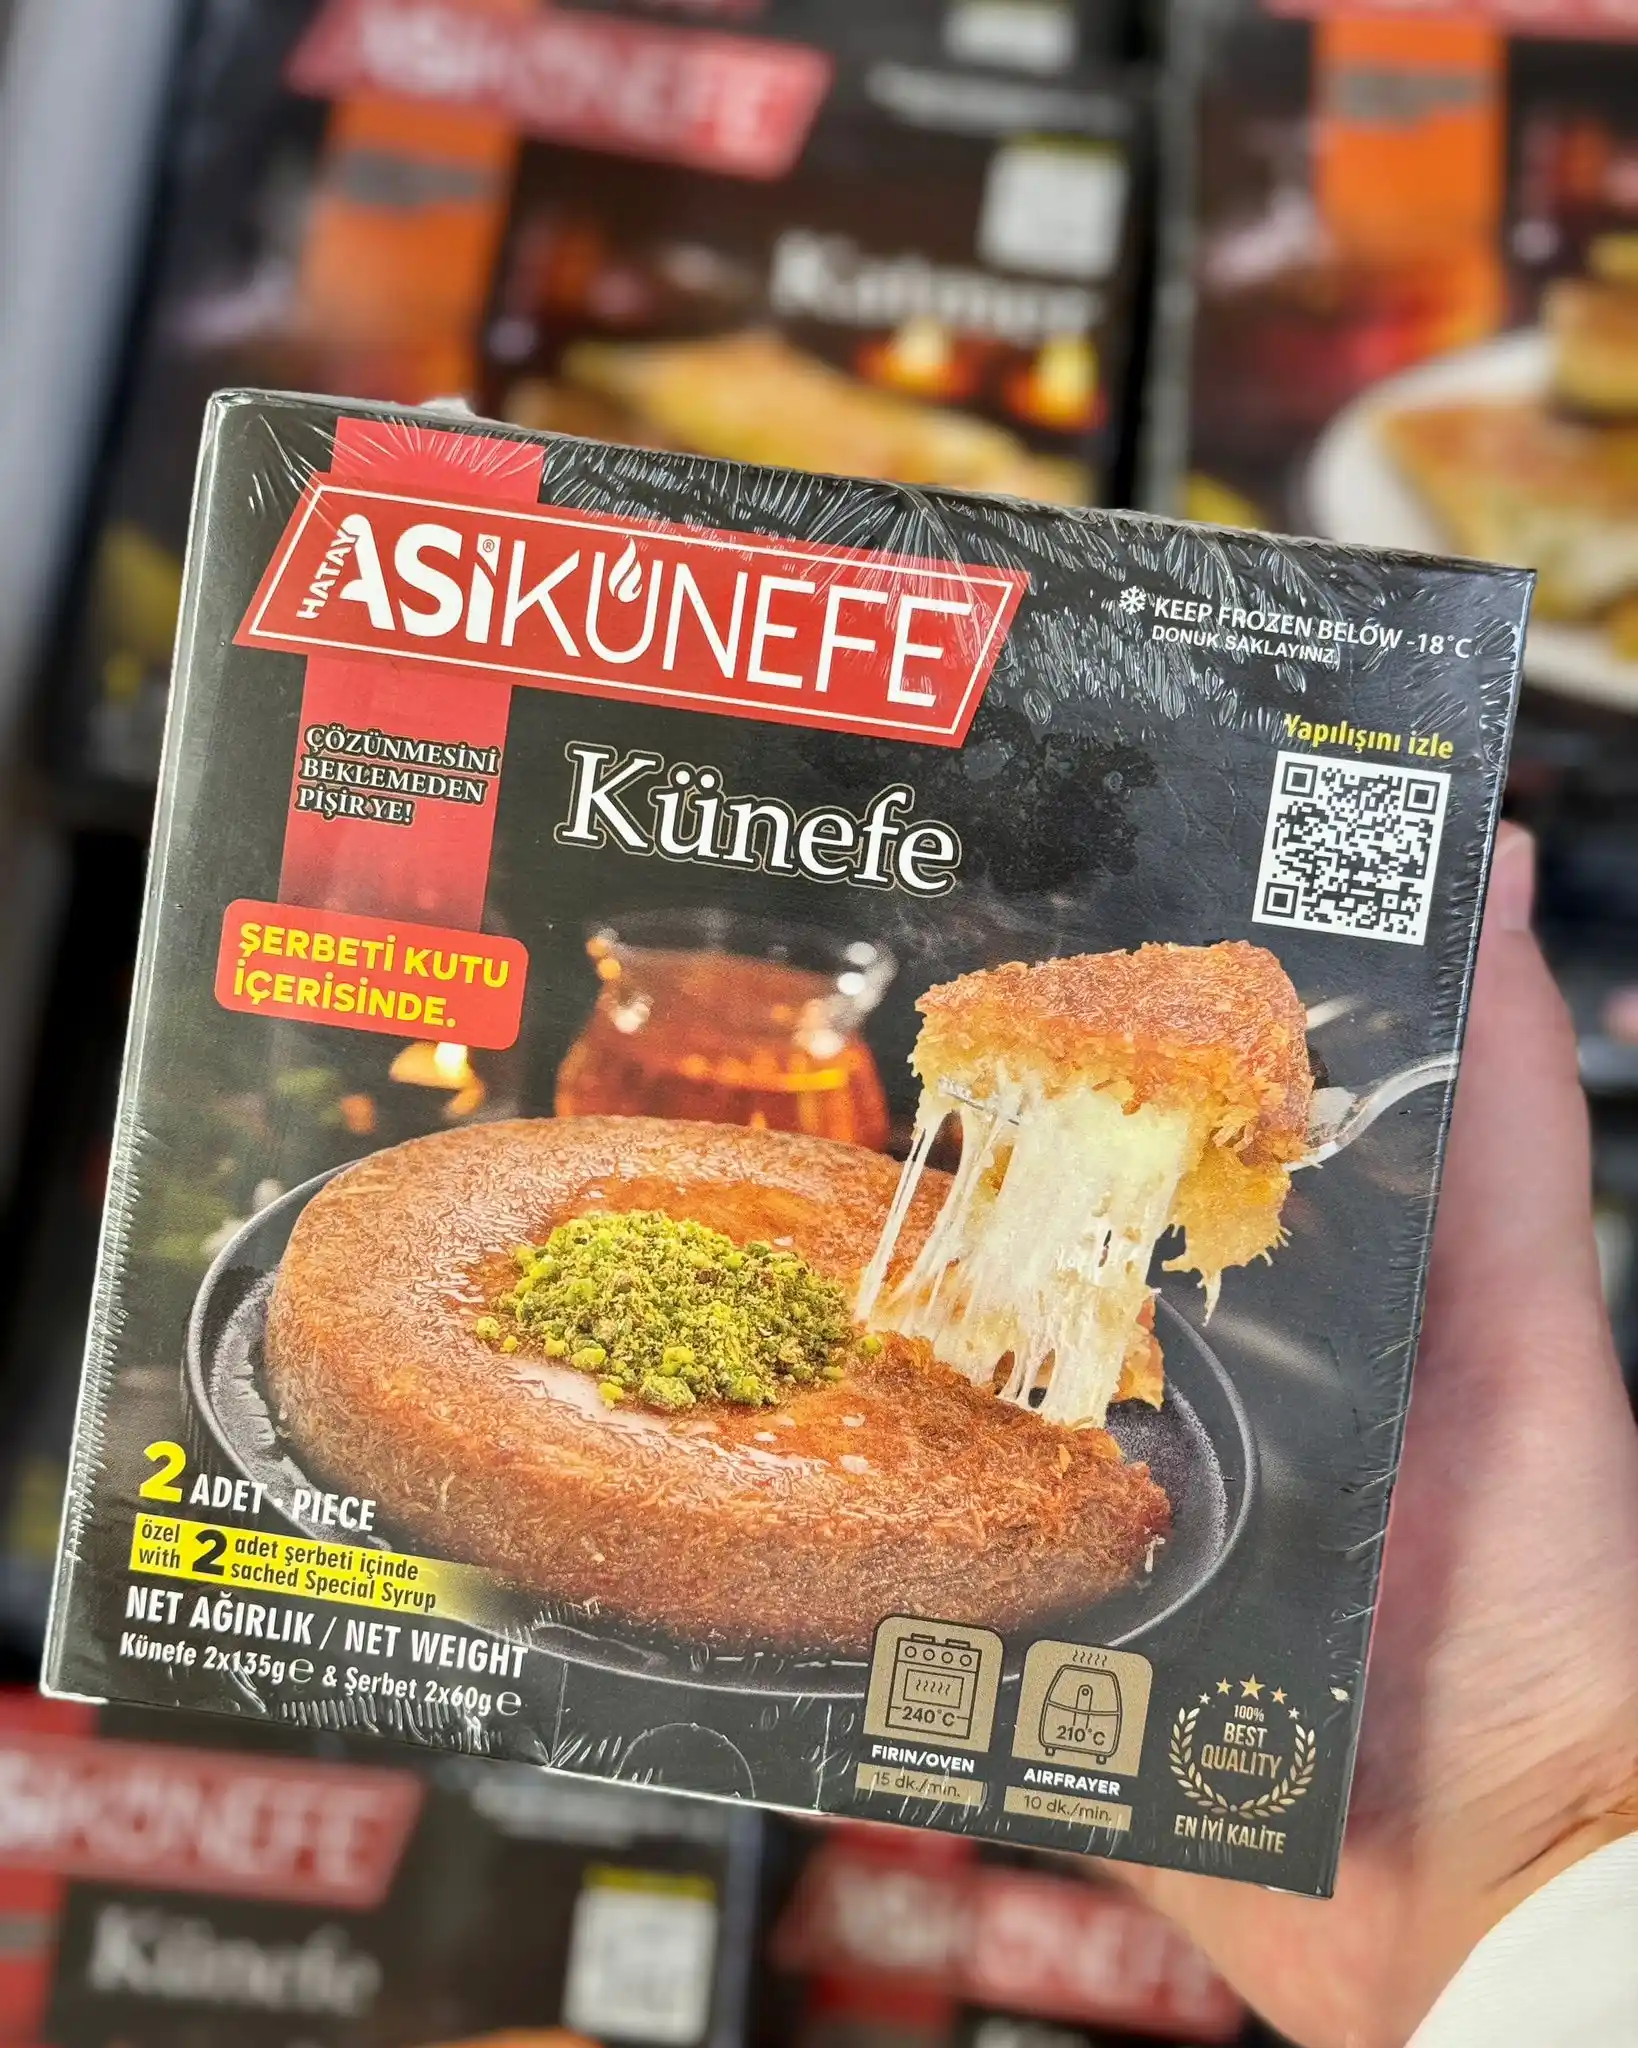 HATAY
ASİ® KÜNEFE
KEEP FROZEN BELOW -18°C
DONUK SAKLAYINIZ.
Yapılışını izle
ÇÖZÜNMESİNİ
BEKLEMEDEN
PİŞİR YE!
Künefe
ŞERBETİ KUTU
İÇERİSİNDE.
2 ADET - PIECE
özel 2 adet şerbeti içinde
with sached Special Syrup
NET AĞIRLIK / NET WEIGHT
Künefe 2x135g℮ & Şerbet 2x60g℮
240°C
FIRIN/OVEN
15 dk./min.
210°C
AIRFRAYER
10 dk./min.
100%
BEST
QUALITY
EN İYİ KALİTE
Katmer
Künefe